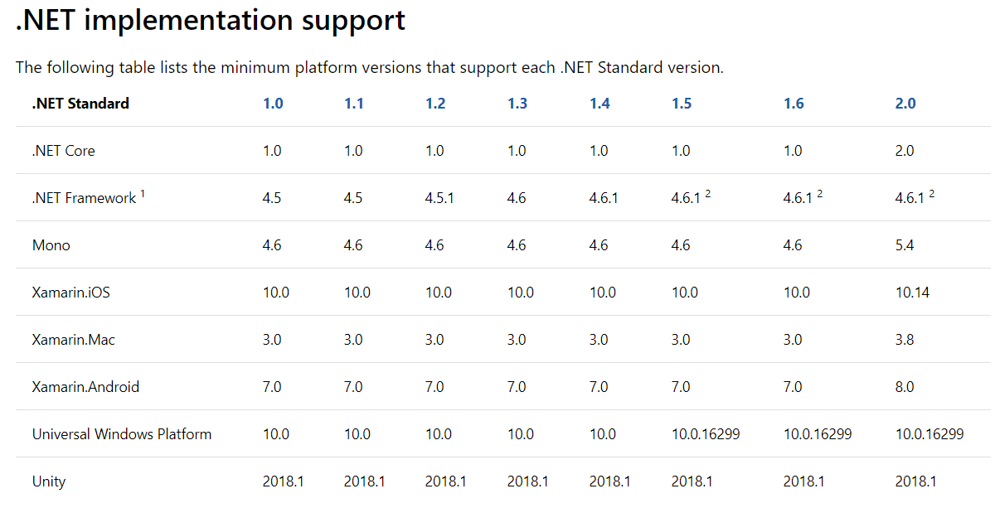 .NET implementation support
The following table lists the minimum platform versions that support each .NET Standard version.
.NET Standard 1.0 1.1 1.2 1.3 1.4 1.5 1.6 2.0
.NET Core 1.0 1.0 1.0 1.0 1.0 1.0 1.0 2.0
.NET Framework 1 4.5 4.5 4.5.1 4.6 4.6.1 4.6.1 2 4.6.1 2 4.6.1 2
Mono 4.6 4.6 4.6 4.6 4.6 4.6 4.6 5.4
Xamarin.iOS 10.0 10.0 10.0 10.0 10.0 10.0 10.0 10.14
Xamarin.Mac 3.0 3.0 3.0 3.0 3.0 3.0 3.0 3.8
Xamarin.Android 7.0 7.0 7.0 7.0 7.0 7.0 7.0 8.0
Universal Windows Platform 10.0 10.0 10.0 10.0 10.0 10.0.16299 10.0.16299 10.0.16299
Unity 2018.1 2018.1 2018.1 2018.1 2018.1 2018.1 2018.1 2018.1